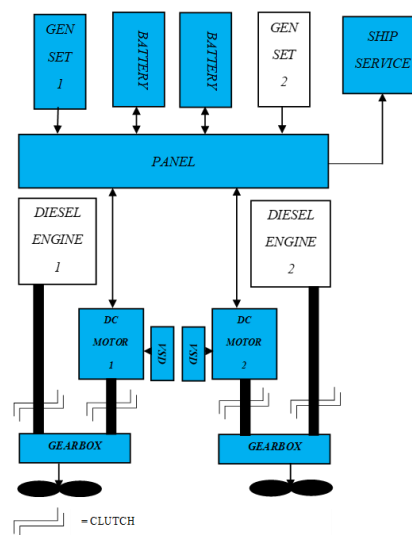 GEN
SET
1
BATTERY
BATTERY
GEN
SET
2
SHIP
SERVICE
PANEL
DIESEL
ENGINE
1
DIESEL
ENGINE
2
DC
MOTOR
1
VSD
VSD
DC
MOTOR
2
GEARBOX
GEARBOX
= CLUTCH